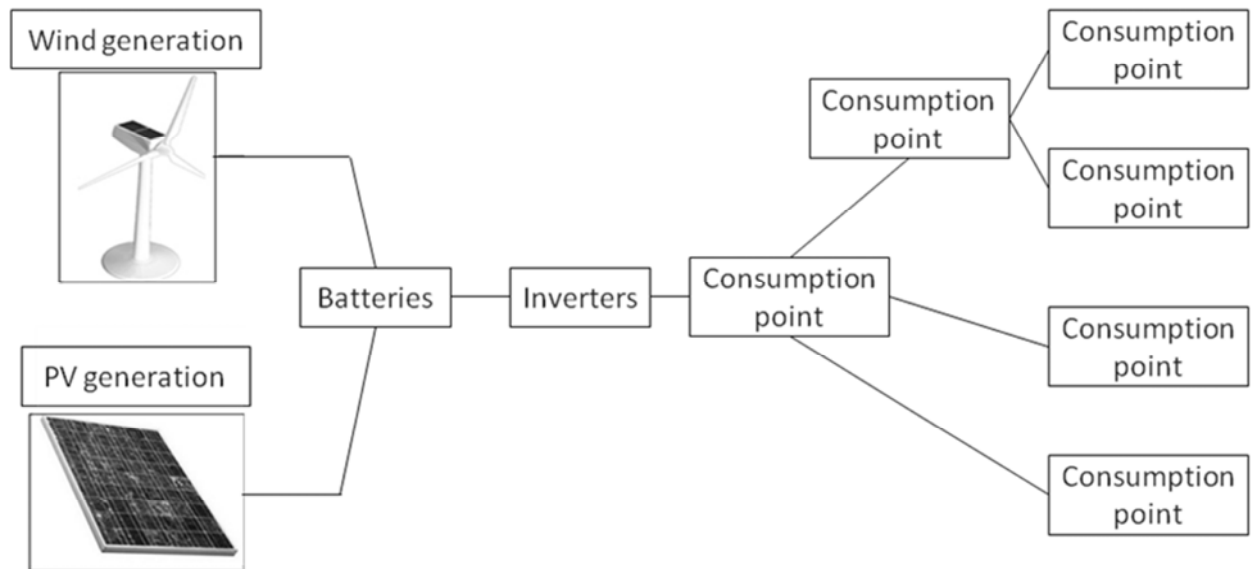 Wind generation
PV generation
Batteries
Inverters
Consumption
point
Consumption
point
Consumption
point
Consumption
point
Consumption
point
Consumption
point